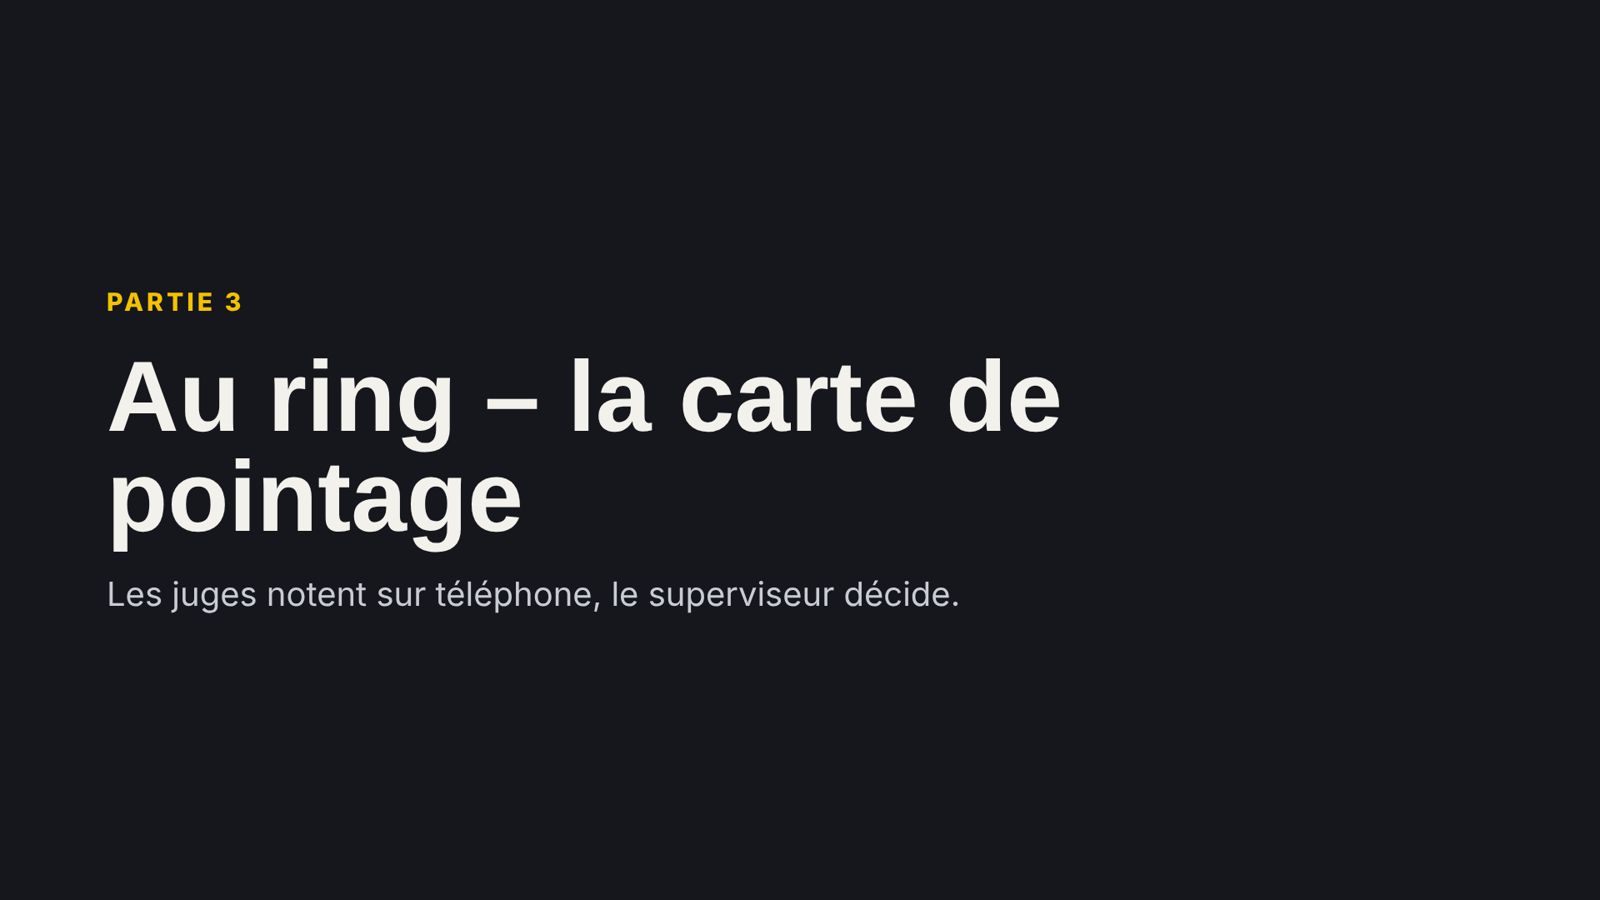 PARTIE 3
Au ring – la carte de
pointage
Les juges notent sur téléphone, le superviseur décide.